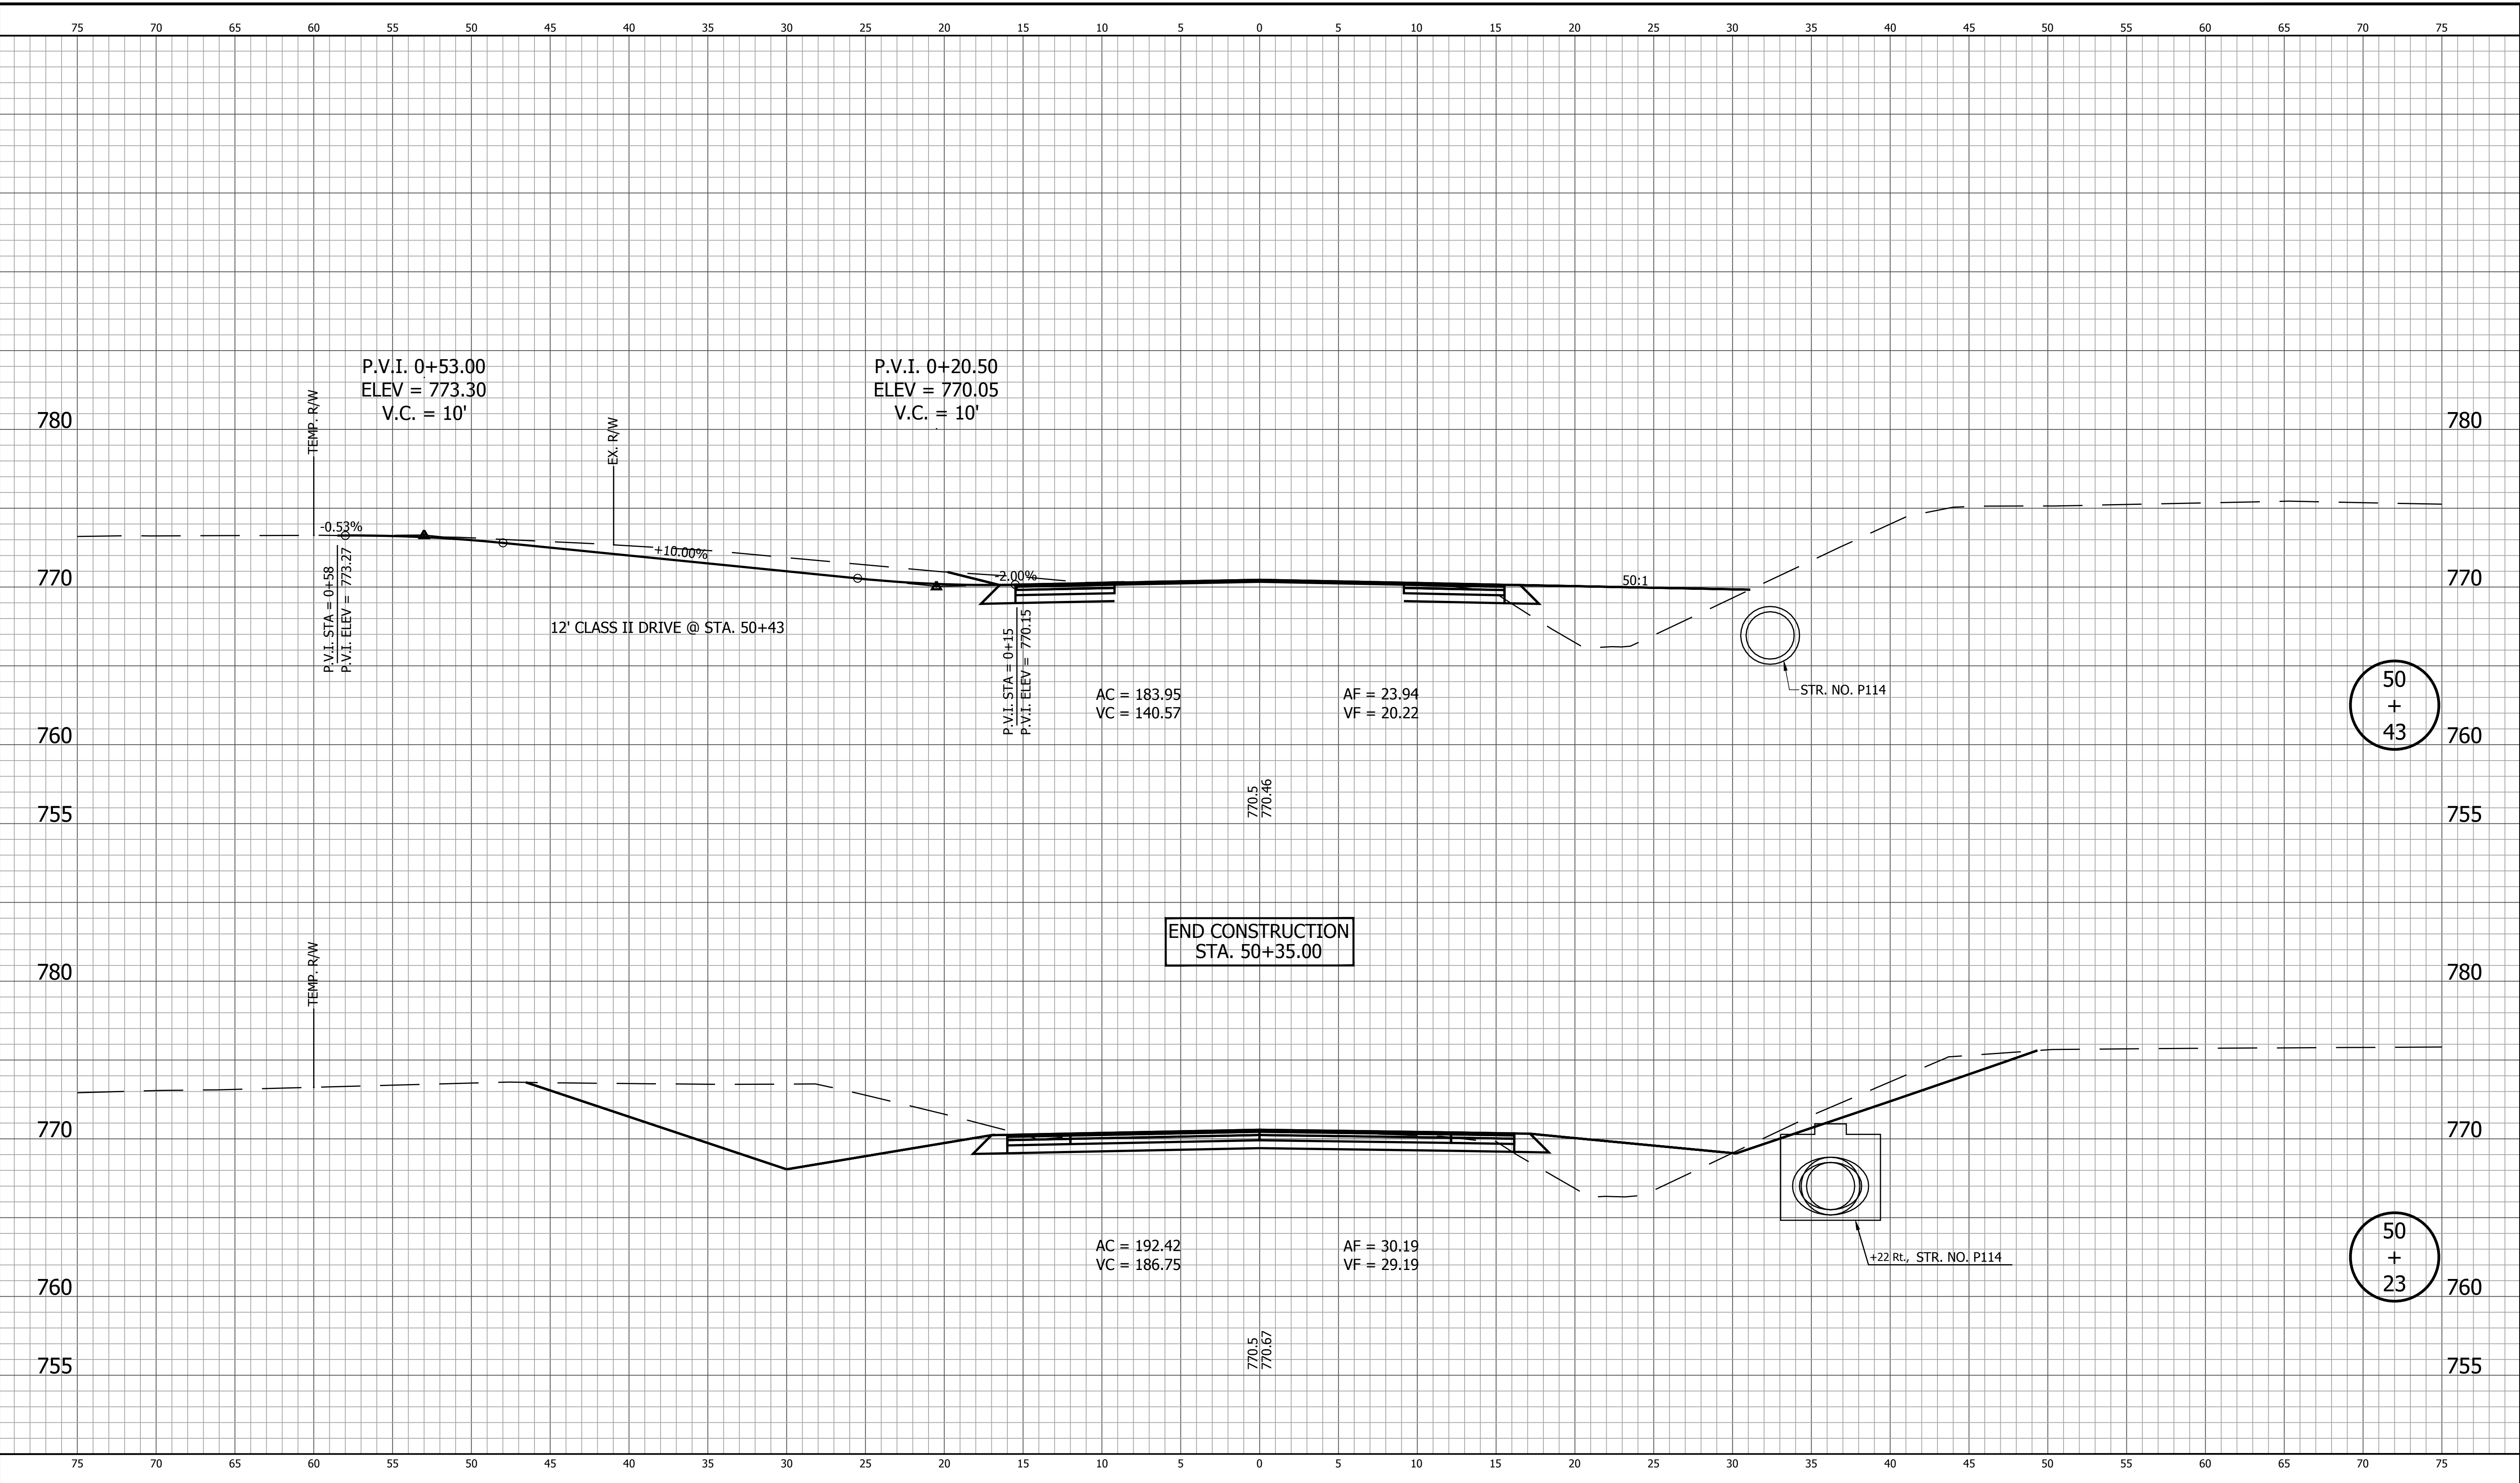 75 70 65 60 55 50 45 40 35 30 25 20 15 10 5 0 5 10 15 20 25 30 35 40 45 50 55 60 65 70 75
P.V.I. 0+53.00
ELEV = 773.30
V.C. = 10'
P.V.I. 0+20.50
ELEV = 770.05
V.C. = 10'
780
TEMP. R/W
EX. R/W
780
-0.53%
+10.00%
-2.00%
50:1
770
770
P.V.I. STA = 0+58
P.V.I. ELEV = 773.27
12' CLASS II DRIVE @ STA. 50+43
P.V.I. STA = 0+15
P.V.I. ELEV = 770.15
AC = 183.95
VC = 140.57
AF = 23.94
VF = 20.22
STR. NO. P114
50
+
43
760
760
770.5
770.46
755
755
END CONSTRUCTION
STA. 50+35.00
780
TEMP. R/W
780
770
770
AC = 192.42
VC = 186.75
AF = 30.19
VF = 29.19
+22 Rt., STR. NO. P114
50
+
23
760
760
770.5
770.67
755
755
75 70 65 60 55 50 45 40 35 30 25 20 15 10 5 0 5 10 15 20 25 30 35 40 45 50 55 60 65 70 75